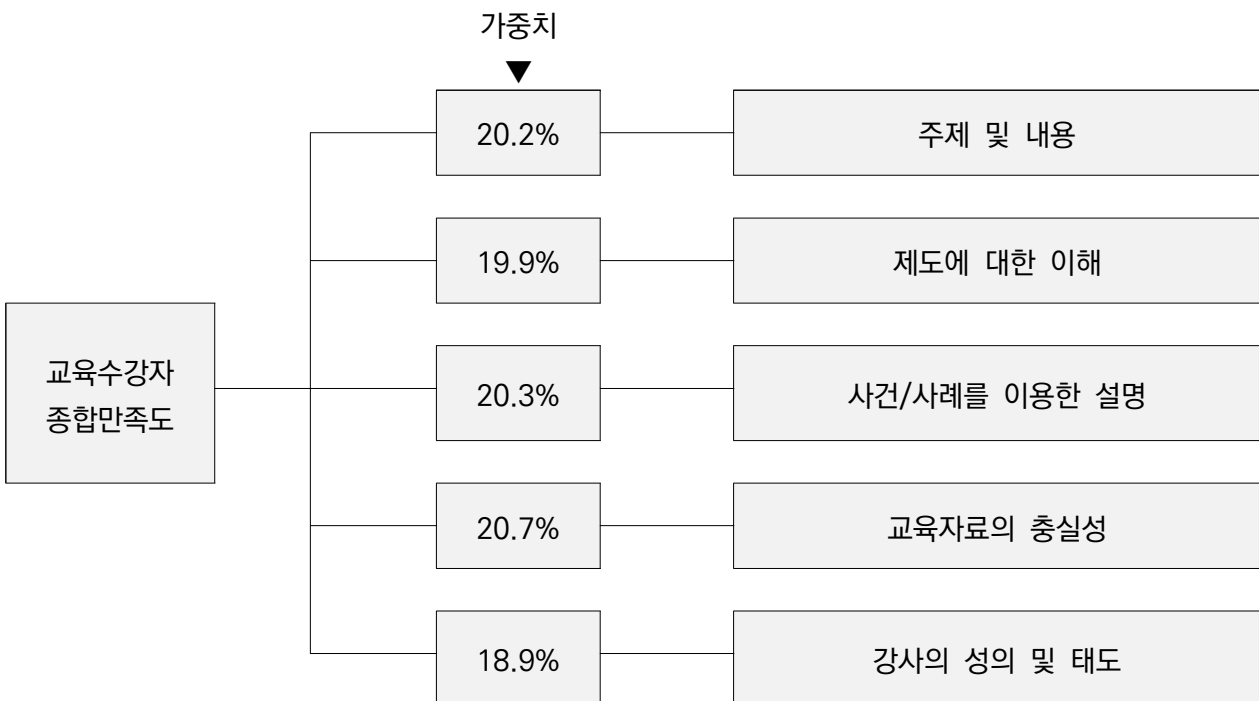 가중치
▼
20.2%
주제 및 내용
19.9%
제도에 대한 이해
교육수강자
종합만족도
20.3%
사건/사례를 이용한 설명
20.7%
교육자료의 충실성
18.9%
강사의 성의 및 태도